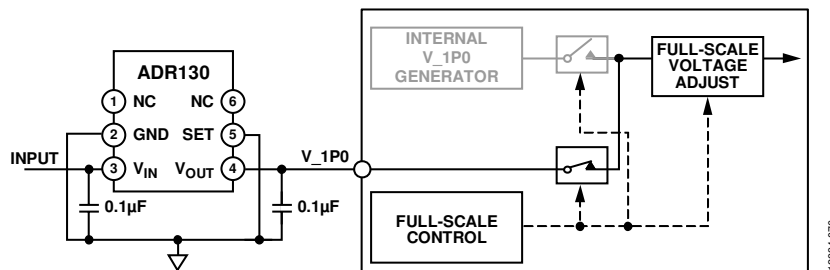 INTERNAL
V_1P0
GENERATOR
FULL-SCALE
VOLTAGE
ADJUST
ADR130
1 NC NC 6
2 GND SET 5
INPUT 3 VIN VOUT 4 V_1P0
0.1µF 0.1µF
FULL-SCALE
CONTROL